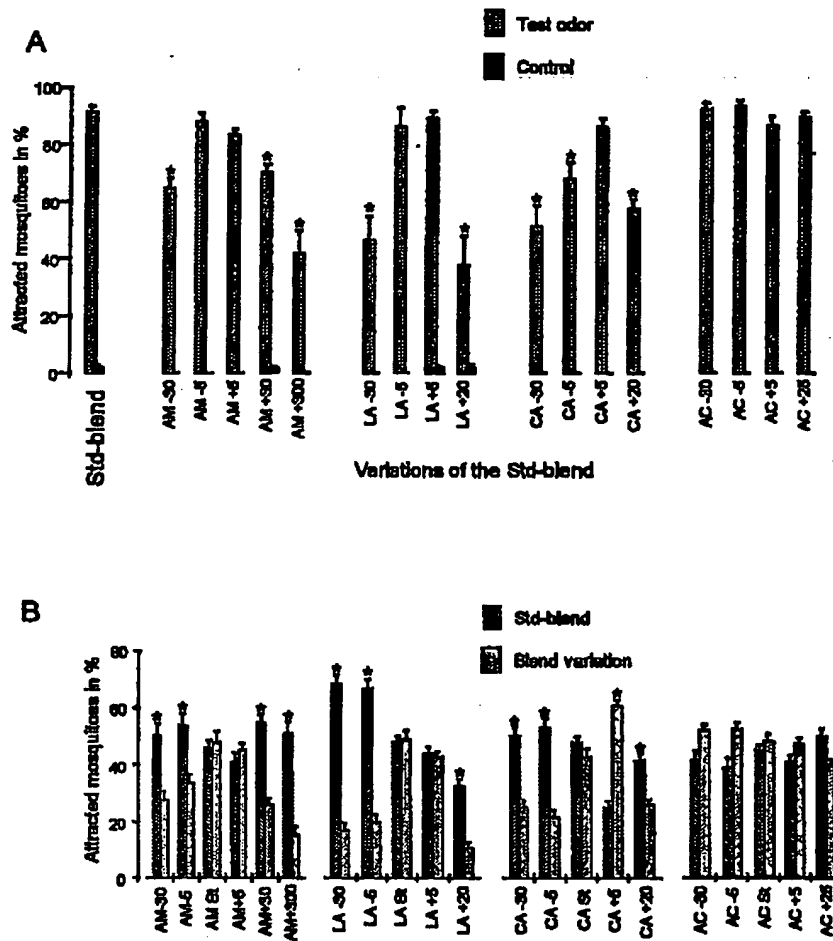 A
Test odor
Control
Attracted mosquitoes in %
100
80
60
40
20
0
Std-blend
AM -30
AM -5
AM +5
AM +30
AM +300
LA -30
LA -5
LA +5
LA +20
CA -30
CA -5
CA +5
CA +20
AC -30
AC -5
AC +5
AC +25
Variations of the Std-blend
B
Std-blend
Blend variation
Attracted mosquitoes in %
80
60
40
20
0
AM-30
AM-5
AM St
AM+5
AM+30
AM+300
LA -30
LA -5
LA St
LA +5
LA +20
CA -30
CA -5
CA St
CA +5
CA +20
AC -30
AC -5
AC St
AC +5
AC +25